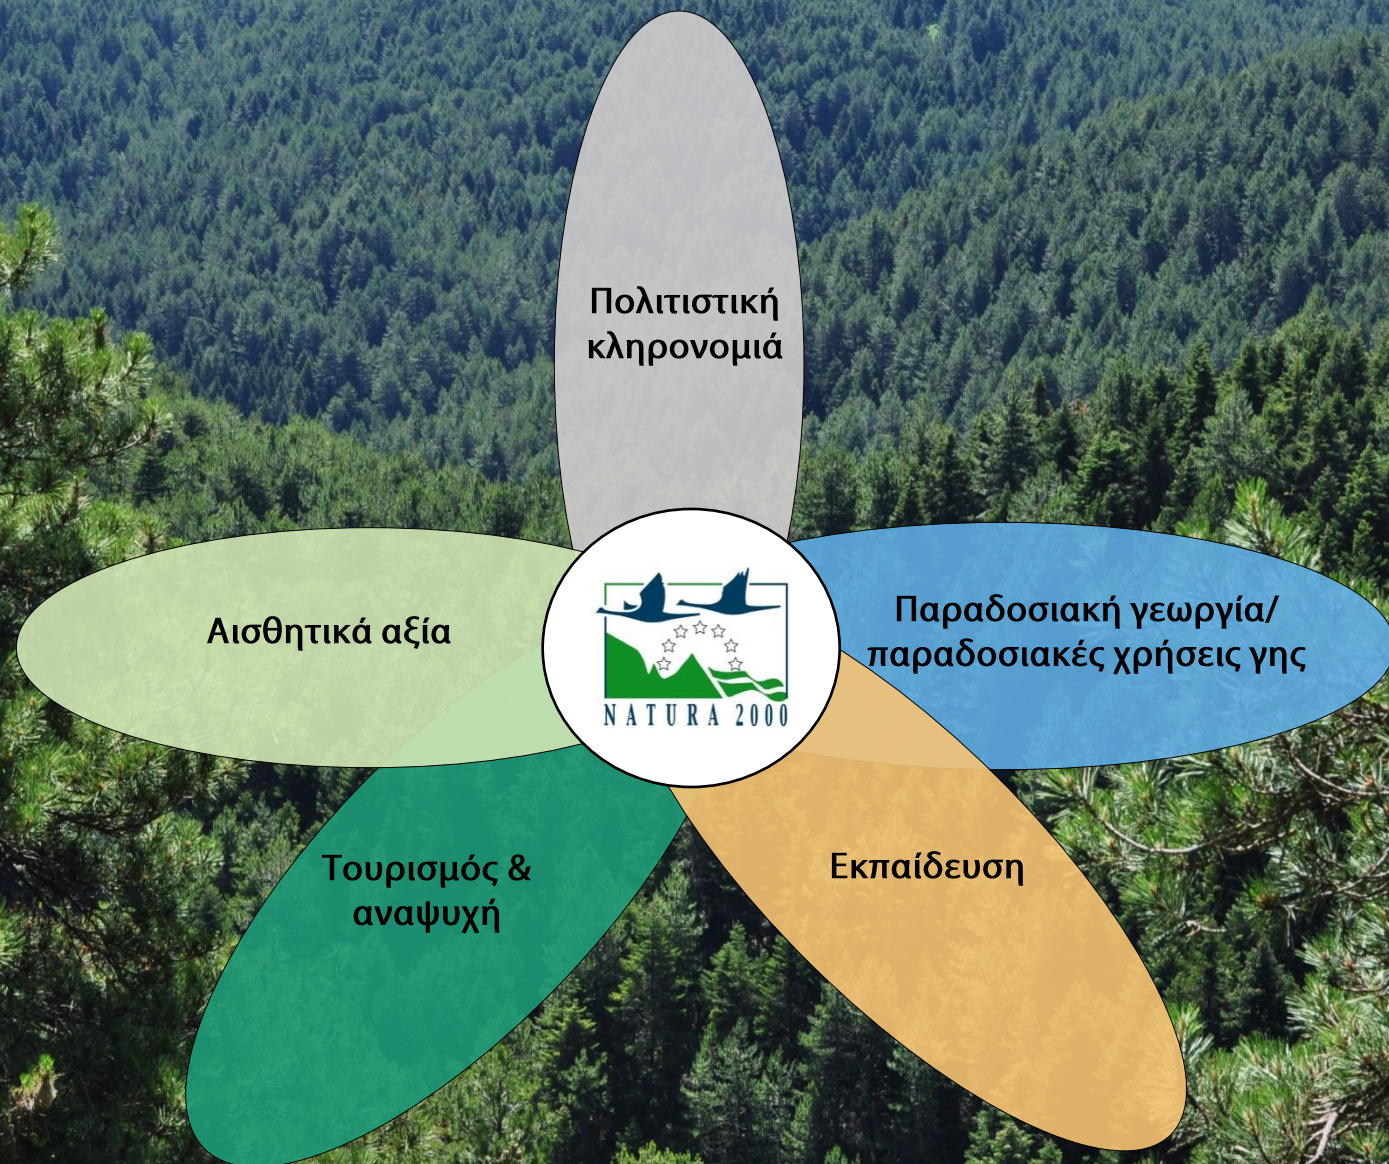 Πολιτιστική
κληρονομιά
Αισθητικά αξία
Παραδοσιακή γεωργία/
παραδοσιακές χρήσεις γης
NATURA 2000
Τουρισμός &
αναψυχή
Εκπαίδευση